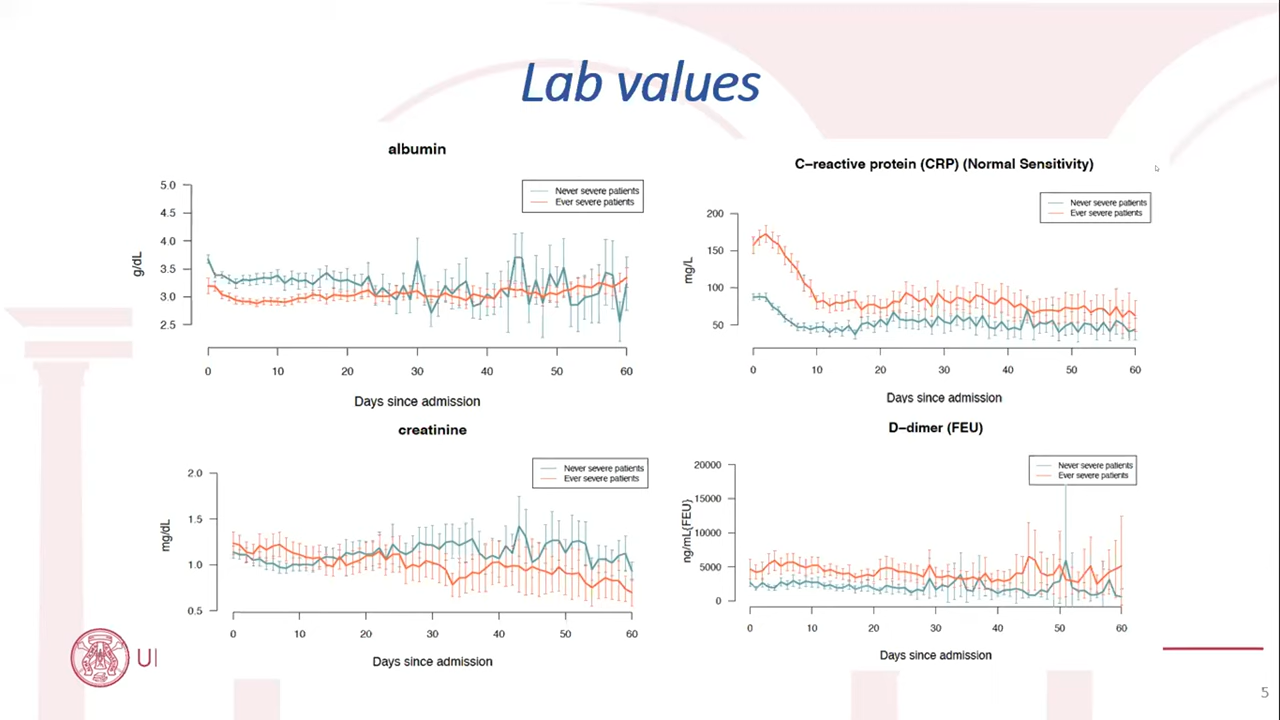 Lab values
albumin
Never severe patients
Ever severe patients
5.0
4.5
4.0
3.5
3.0
2.5
g/dL
0 10 20 30 40 50 60
Days since admission
C–reactive protein (CRP) (Normal Sensitivity)
Never severe patients
Ever severe patients
200
150
100
50
mg/L
0 10 20 30 40 50 60
Days since admission
creatinine
Never severe patients
Ever severe patients
2.0
1.5
1.0
0.5
mg/dL
0 10 20 30 40 50 60
Days since admission
D–dimer (FEU)
Never severe patients
Ever severe patients
20000
15000
10000
5000
0
ng/mL{FEU}
0 10 20 30 40 50 60
Days since admission
5